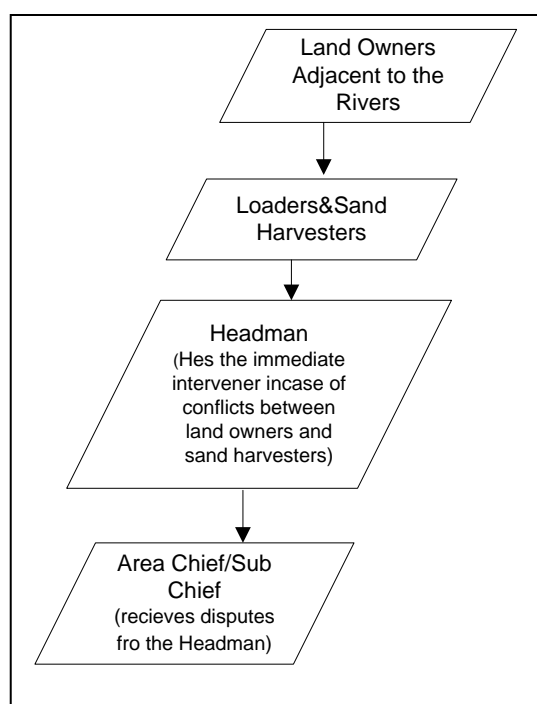 Land Owners
Adjacent to the
Rivers
Loaders&Sand
Harvesters
Headman
(Hes the immediate
intervener incase of
conflicts between
land owners and
sand harvesters)
Area Chief/Sub
Chief
(recieves disputes
fro the Headman)